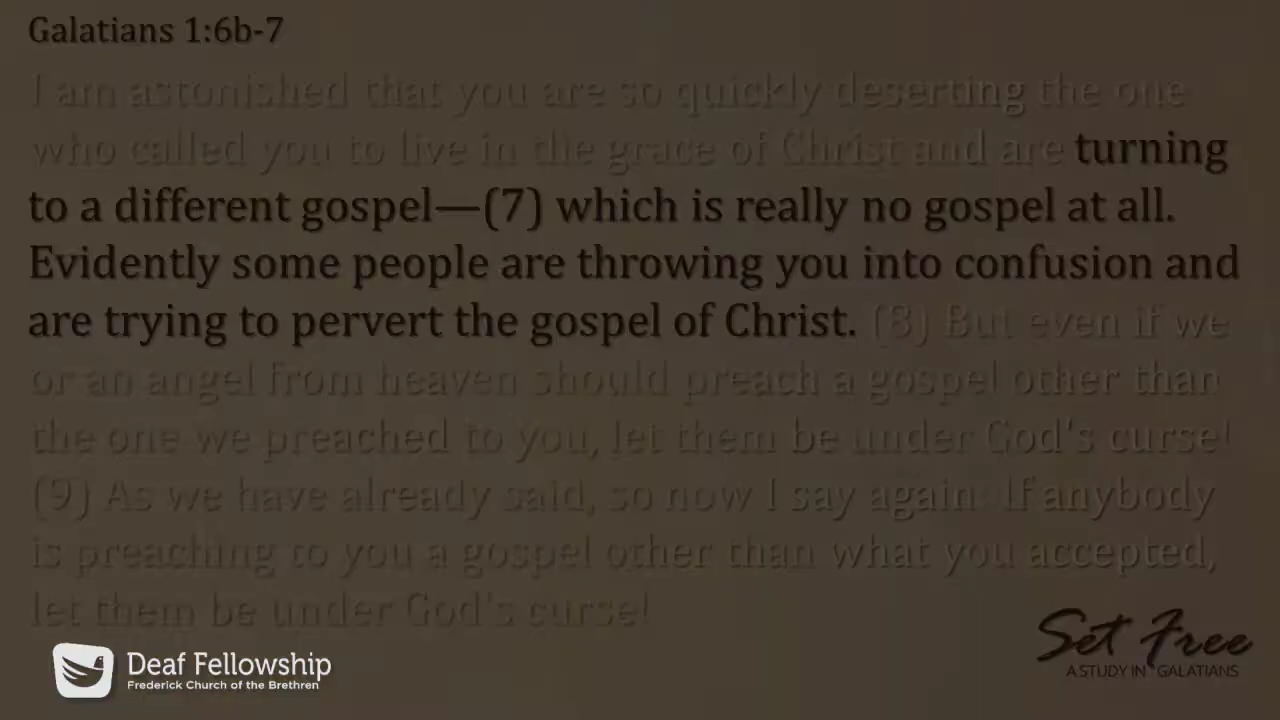 Galatians 1:6b-7
I am astonished that you are so quickly deserting the one
who called you to live in the grace of Christ and are turning
to a different gospel—(7) which is really no gospel at all.
Evidently some people are throwing you into confusion and
are trying to pervert the gospel of Christ. (8) But even if we
or an angel from heaven should preach a gospel other than
the one we preached to you, let them be under God's curse!
(9) As we have already said, so now I say again: If anybody
is preaching to you a gospel other than what you accepted,
let them be under God's curse!
Set Free
A STUDY IN GALATIANS
Deaf Fellowship
Frederick Church of the Brethren